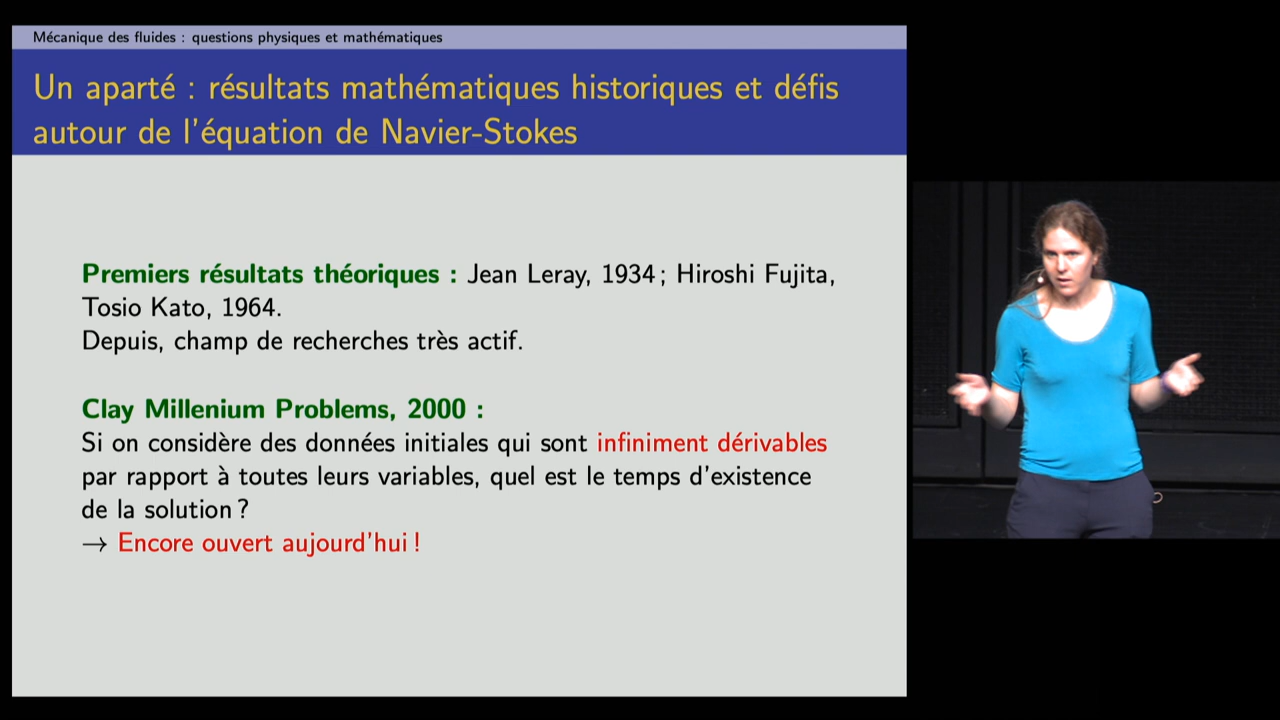 Mécanique des fluides : questions physiques et mathématiques
Un aparté : résultats mathématiques historiques et défis
autour de l'équation de Navier-Stokes
Premiers résultats théoriques : Jean Leray, 1934 ; Hiroshi Fujita,
Tosio Kato, 1964.
Depuis, champ de recherches très actif.
Clay Millenium Problems, 2000 :
Si on considère des données initiales qui sont infiniment dérivables
par rapport à toutes leurs variables, quel est le temps d'existence
de la solution ?
→ Encore ouvert aujourd'hui !